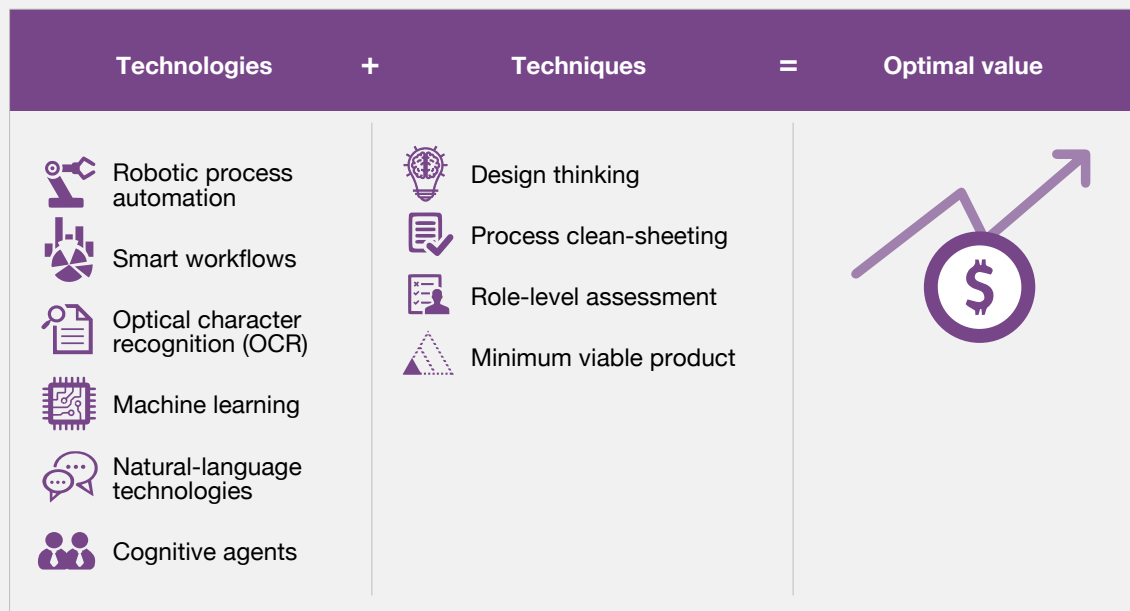 Technologies + Techniques = Optimal value
Robotic process
automation
Smart workflows
Optical character
recognition (OCR)
Machine learning
Natural-language
technologies
Cognitive agents
Design thinking
Process clean-sheeting
Role-level assessment
Minimum viable product
$